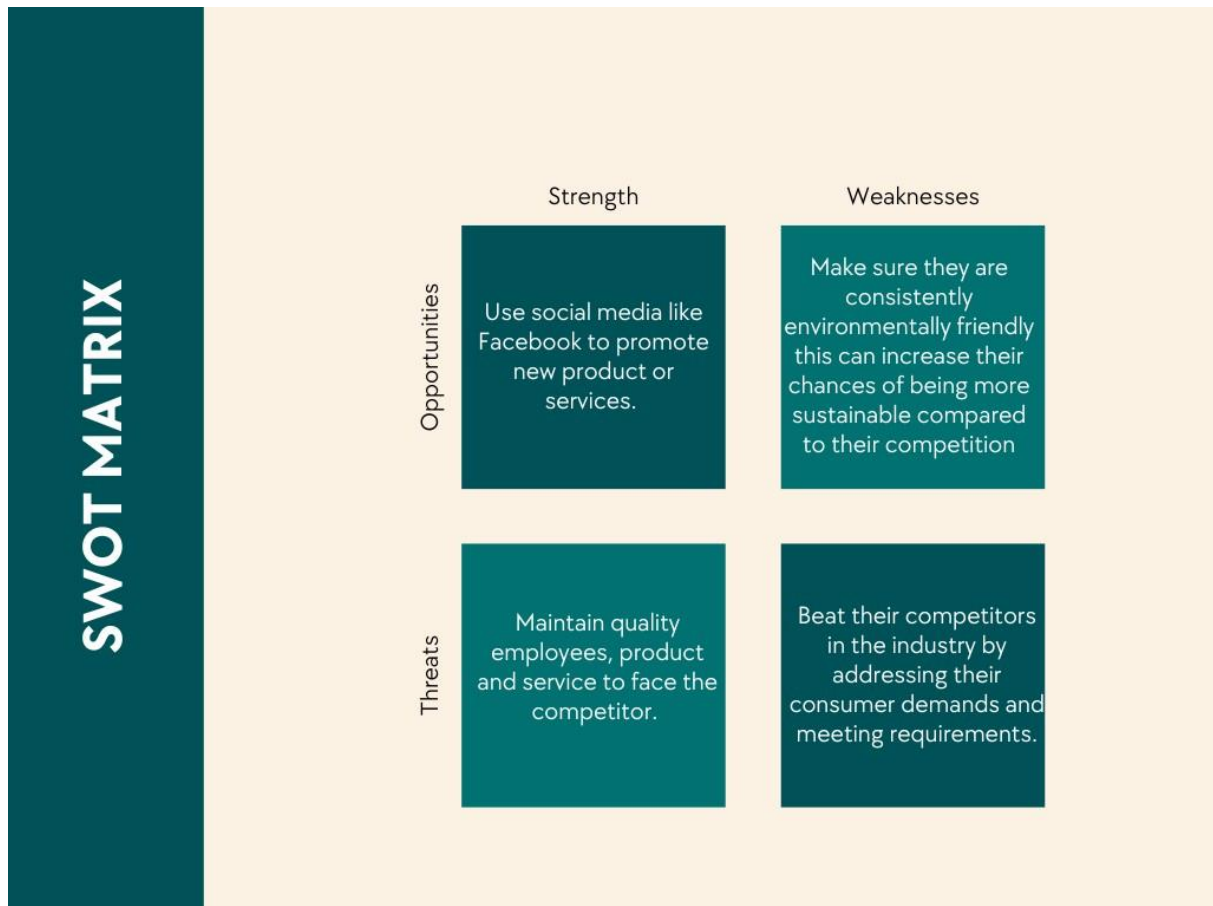 SWOT MATRIX
Strength
Weaknesses
Opportunities
Use social media like
Facebook to promote
new product or
services.
Make sure they are
consistently
environmentally friendly
this can increase their
chances of being more
sustainable compared
to their competition
Threats
Maintain quality
employees, product
and service to face the
competitor.
Beat their competitors
in the industry by
addressing their
consumer demands and
meeting requirements.